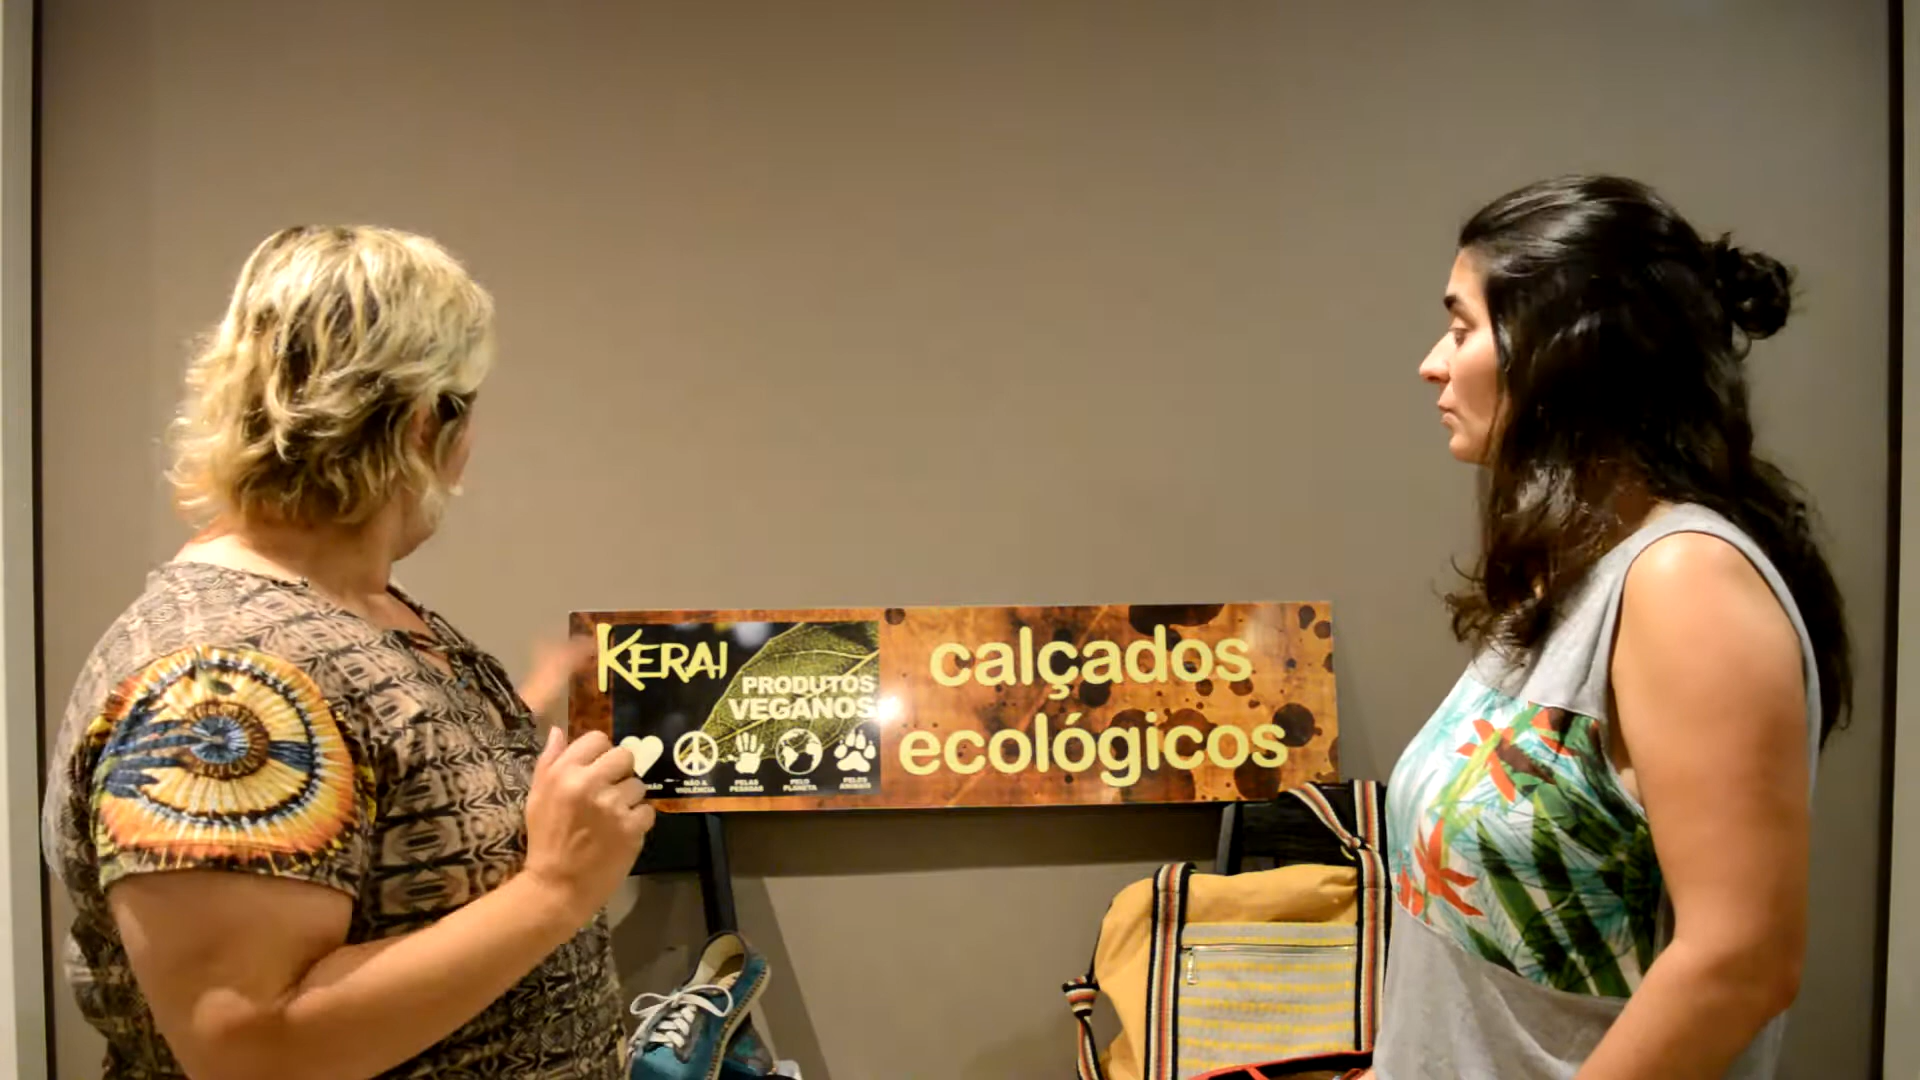 KERAI
PRODUTOS
VEGANOS
NÃO A
VIOLÊNCIA
PELAS
PESSOAS
PELO
PLANETA
PELOS
ANIMAIS
calçados
ecológicos